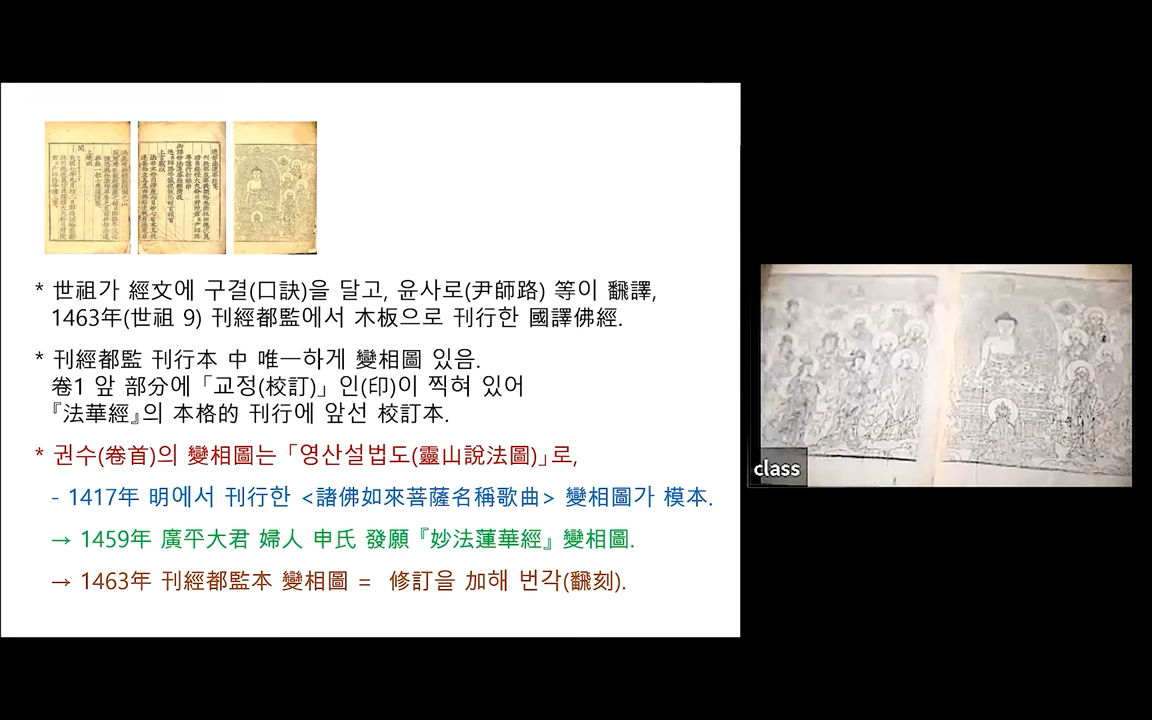 * 世祖가 經文에 구결(口訣)을 달고, 윤사로(尹師路) 等이 飜譯,
1463年(世祖 9) 刊經都監에서 木板으로 刊行한 國譯佛經.
* 刊經都監 刊行本 中 唯一하게 變相圖 있음.
卷1 앞 部分에「교정(校訂)」인(印)이 찍혀 있어
『法華經』의 本格的 刊行에 앞선 校訂本.
* 권수(卷首)의 變相圖는「영산설법도(靈山說法圖)」로,
- 1417年 明에서 刊行한 <諸佛如來菩薩名稱歌曲> 變相圖가 模本.
→ 1459年 廣平大君 婦人 申氏 發願『妙法蓮華經』變相圖.
→ 1463年 刊經都監本 變相圖 = 修訂을 加해 번각(飜刻).
class